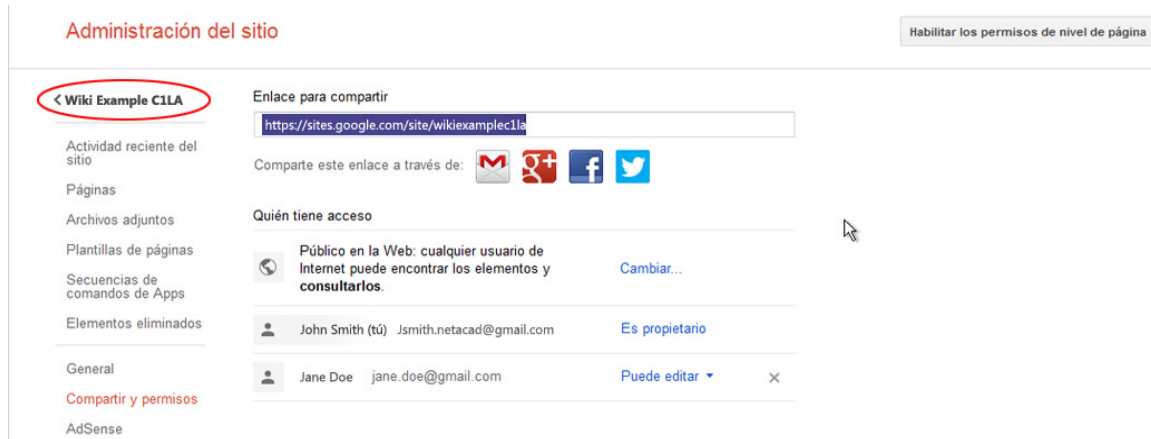 Administración del sitio
Habilitar los permisos de nivel de página
Wiki Example C1LA
Actividad reciente del
sitio
Páginas
Archivos adjuntos
Plantillas de páginas
Secuencias de
comandos de Apps
Elementos eliminados
General
Compartir y permisos
AdSense
Enlace para compartir
https://sites.google.com/site/wikiexamplec1la
Comparte este enlace a través de:
Quién tiene acceso
Público en la Web: cualquier usuario de
Internet puede encontrar los elementos y
consultarlos.
Cambiar...
John Smith (tú) Jsmith.netacad@gmail.com Es propietario
Jane Doe jane.doe@gmail.com Puede editar